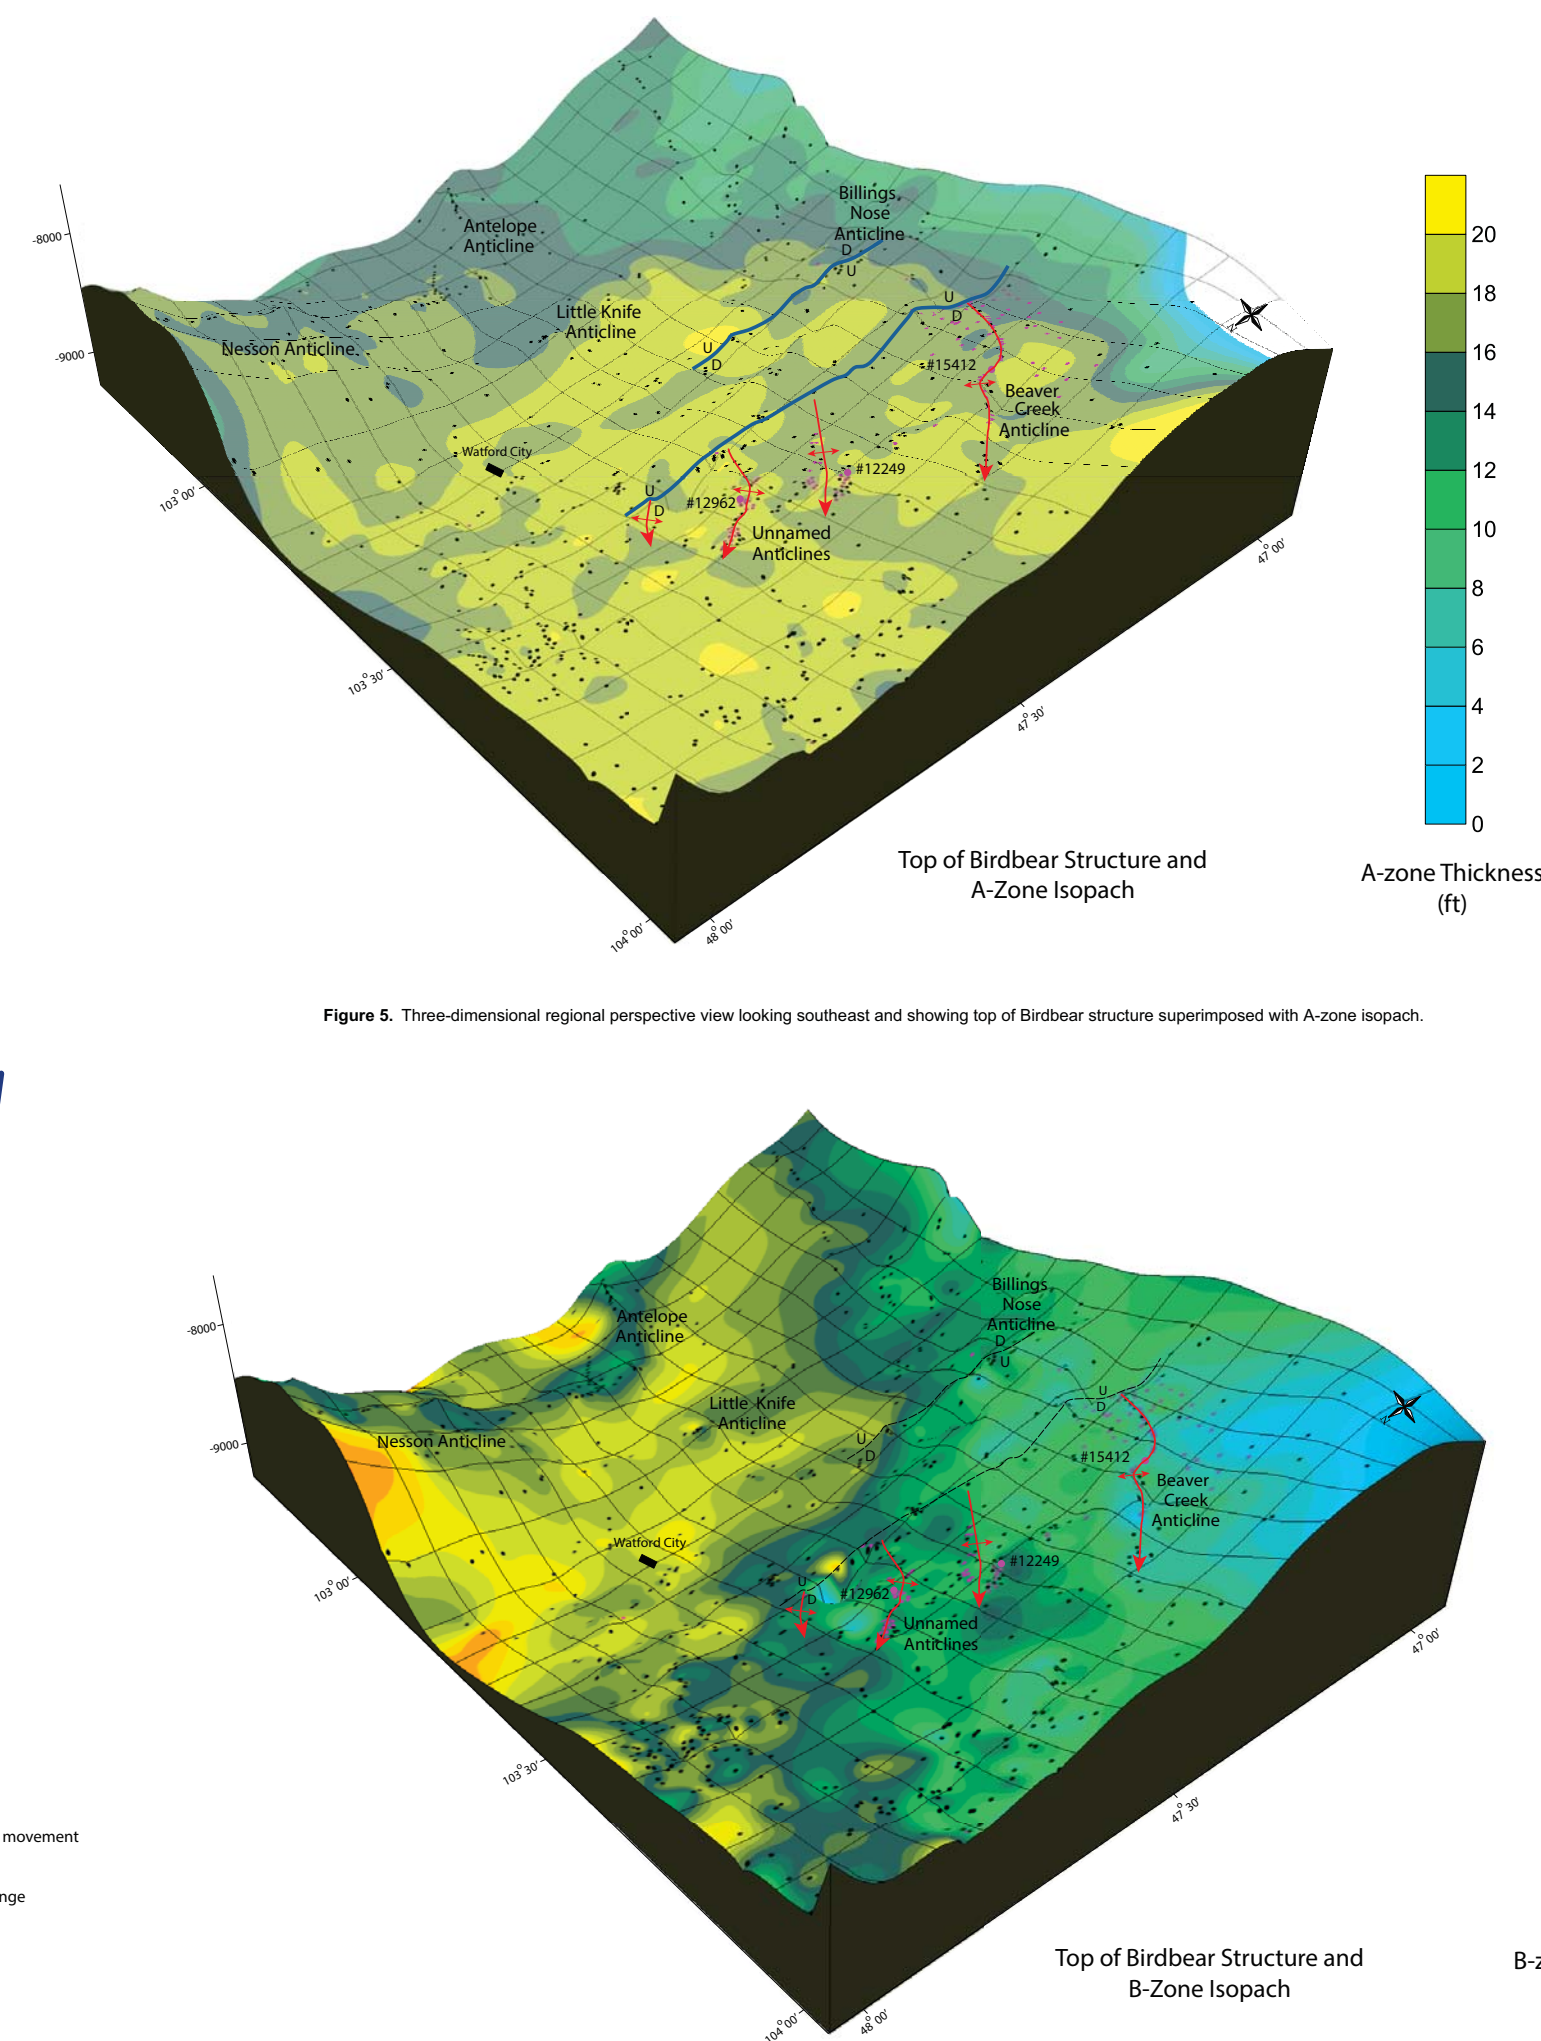 Billings
Nose
Anticline
D
U
Antelope
Anticline
-8000
20
18
16
14
12
10
8
6
4
2
0
Little Knife
Anticline
U
D
U
D
N
Nesson Anticline
-9000
#15412
Beaver
Creek
Anticline
Watford City
#12249
103°00'
U
D
#12962
Unnamed
Anticlines
47°00'
103°30'
47°30'
Top of Birdbear Structure and
A-Zone Isopach
A-zone Thickness
(ft)
104°00'
48°00'
Figure 5. Three-dimensional regional perspective view looking southeast and showing top of Birdbear structure superimposed with A-zone isopach.
Billings
Nose
Anticline
D
U
Antelope
Anticline
-8000
Little Knife
Anticline
U
D
U
D
N
Nesson Anticline
-9000
#15412
Beaver
Creek
Anticline
Watford City
#12249
103°00'
U
D
#12962
Unnamed
Anticlines
47°00'
103°30'
47°30'
movement
nge
Top of Birdbear Structure and
B-Zone Isopach
B-z
104°00'
48°00'